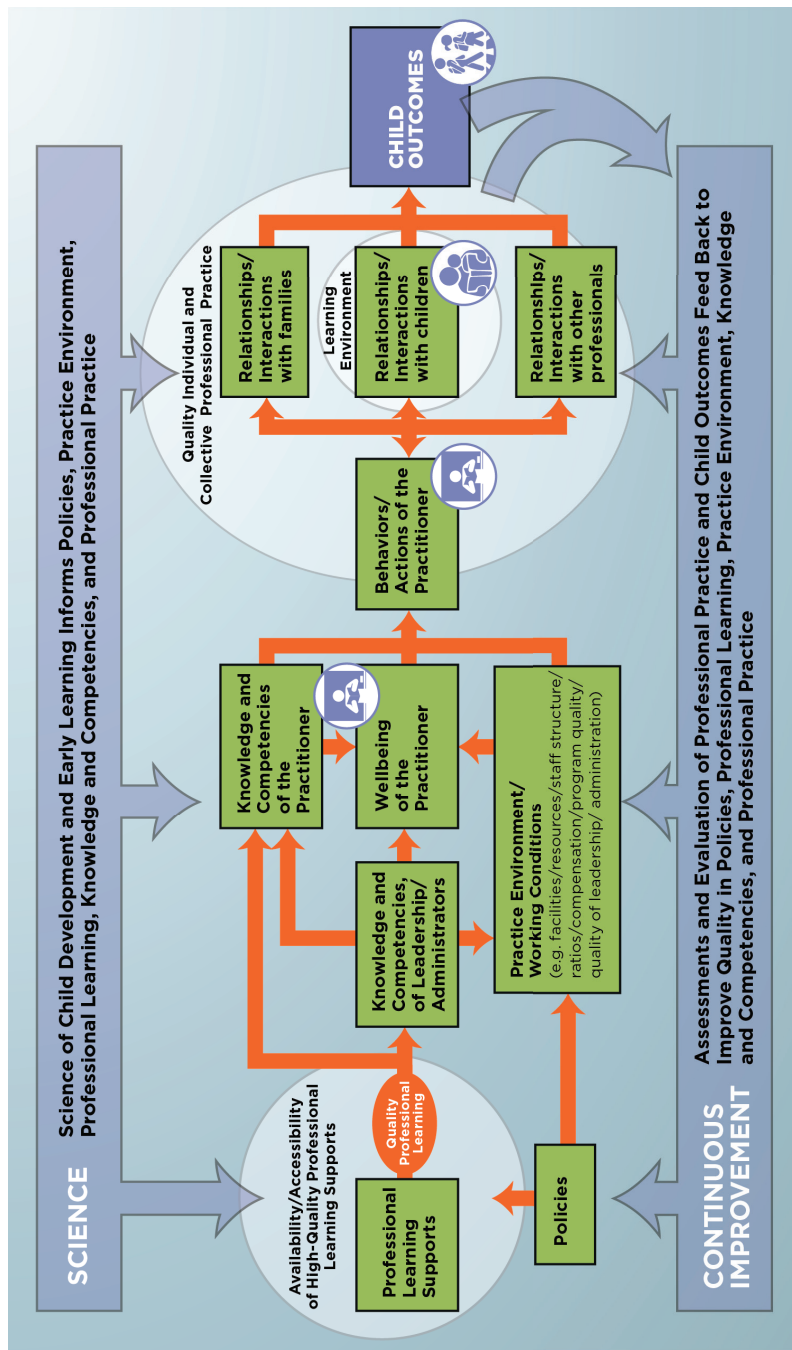 SCIENCE
Science of Child Development and Early Learning Informs Policies, Practice Environment,
Professional Learning, Knowledge and Competencies, and Professional Practice
Availability/Accessibility
of High-Quality Professional
Learning Supports
Professional
Learning
Supports
Quality
Professional
Learning
Policies
Knowledge and
Competencies,
of Leadership/
Administrators
Knowledge and
Competencies
of the
Practitioner
Wellbeing
of the
Practitioner
Practice Environment/
Working Conditions
(e.g. facilities/resources/staff structure/
ratios/compensation/program quality/
quality of leadership/ administration)
Behaviors/
Actions of the
Practitioner
Quality Individual and
Collective Professional Practice
Relationships/
Interactions
with families
Learning
Environment
Relationships/
Interactions
with children
Relationships/
Interactions
with other
professionals
CHILD
OUTCOMES
CONTINUOUS
IMPROVEMENT
Assessments and Evaluation of Professional Practice and Child Outcomes Feed Back to
Improve Quality in Policies, Professional Learning, Practice Environment, Knowledge
and Competencies, and Professional Practice